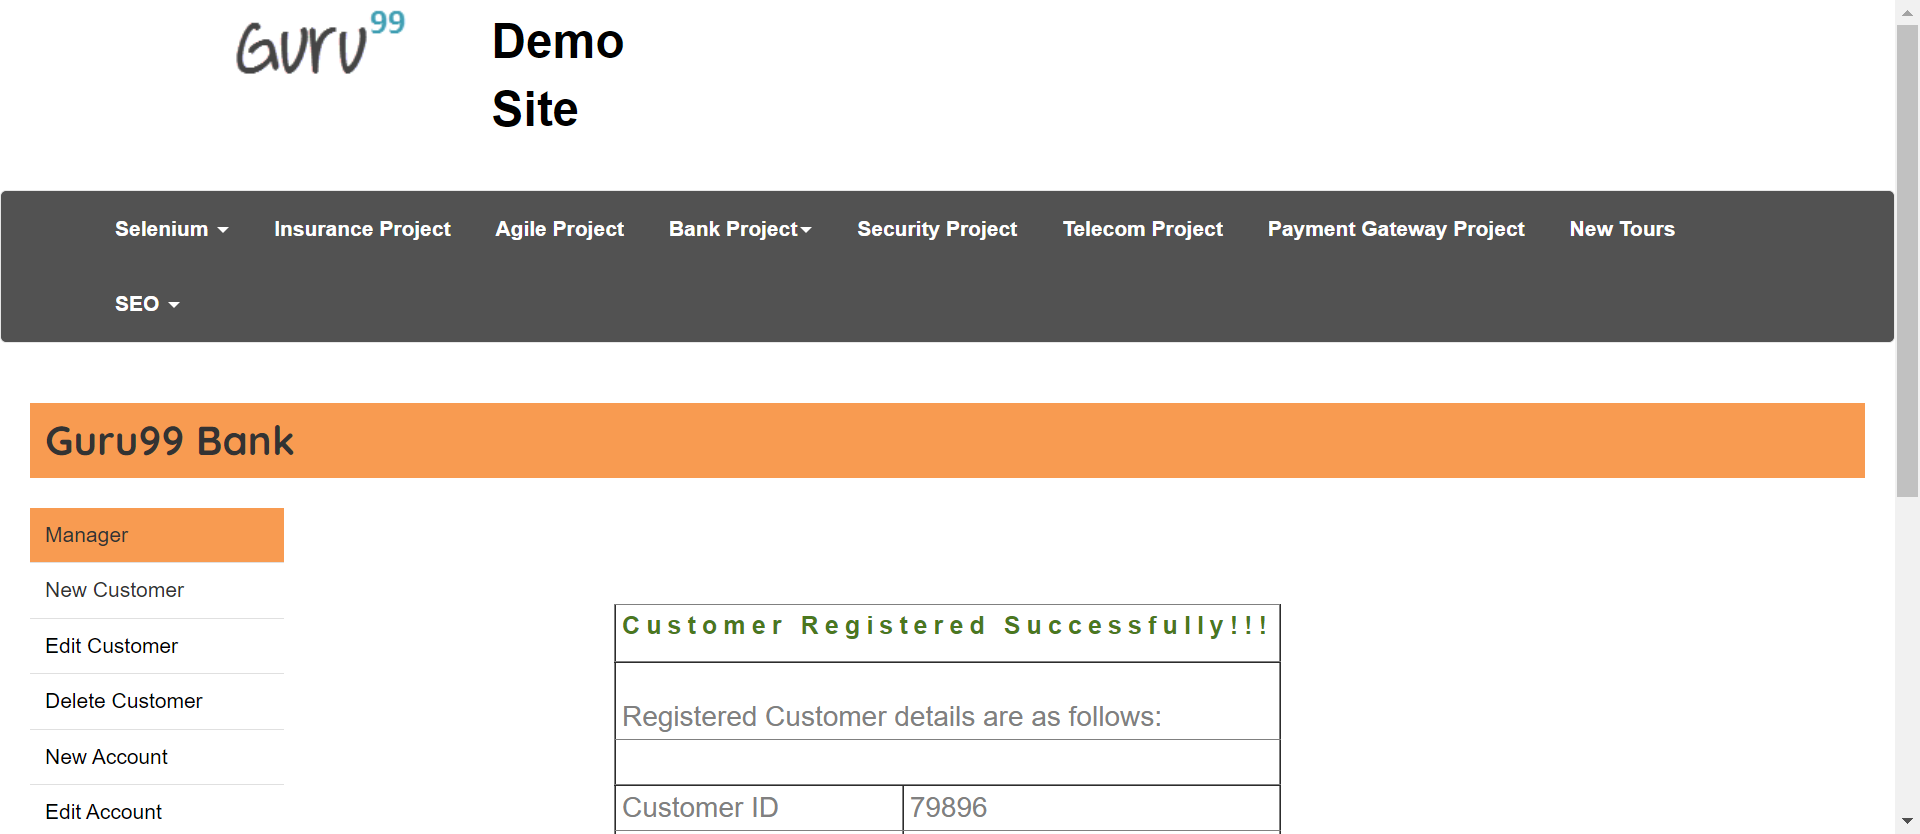 Guru99
Demo
Site
Selenium
Insurance Project
Agile Project
Bank Project
Security Project
Telecom Project
Payment Gateway Project
New Tours
SEO
Guru99 Bank
Manager
New Customer
Edit Customer
Delete Customer
New Account
Edit Account
Customer Registered Successfully!!!
Registered Customer details are as follows:
Customer ID 79896